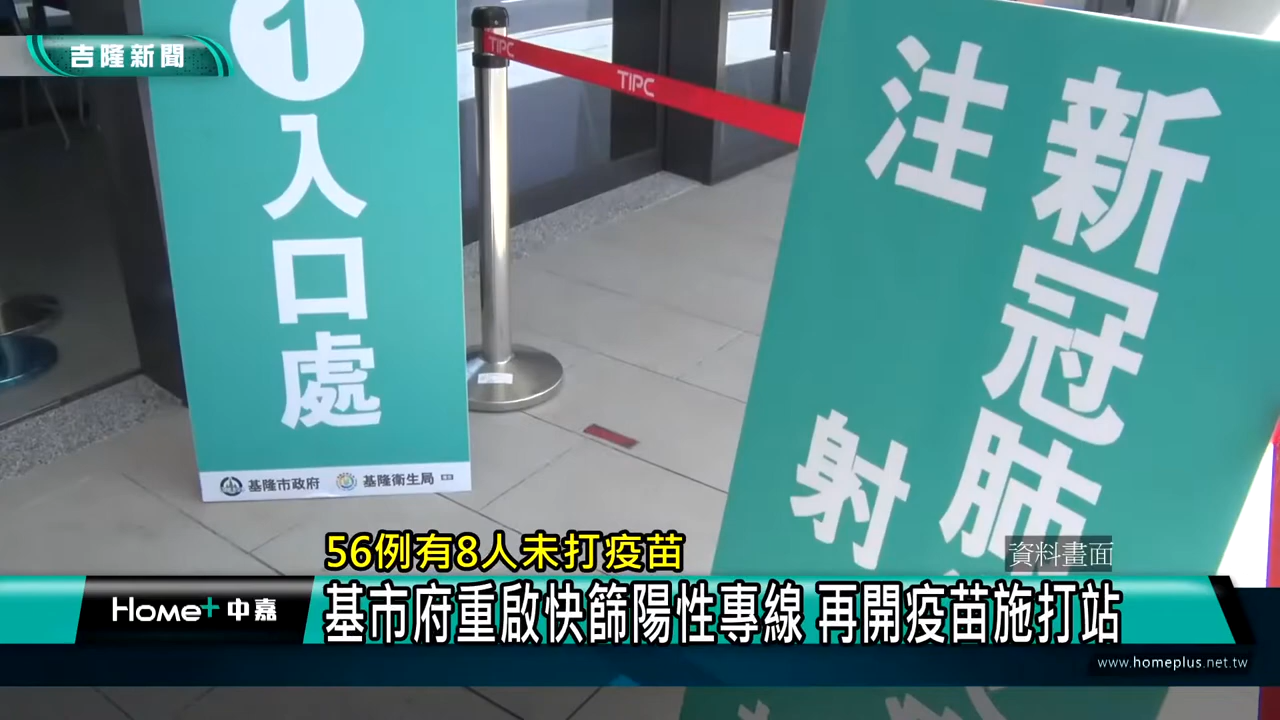 吉隆新聞
1
入口處
基隆市政府 基隆衛生局
TIPC
TIPC
新冠肺
注射
56例有8人未打疫苗
資料畫面
Home+中嘉
基市府重啟快篩陽性專線 再開疫苗施打站
www.homeplus.net.tw